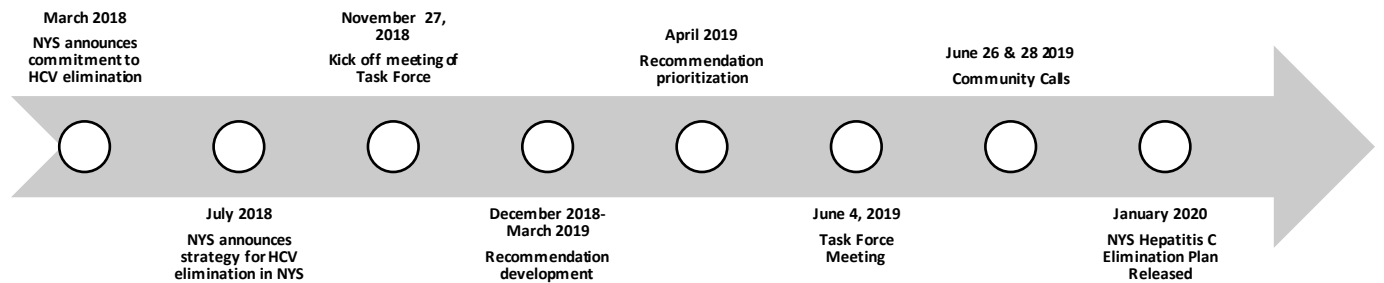 March 2018
NYS announces
commitment to
HCV elimination
July 2018
NYS announces
strategy for HCV
elimination in NYS
November 27,
2018
Kick off meeting of
Task Force
December 2018-
March 2019
Recommendation
development
April 2019
Recommendation
prioritization
June 4, 2019
Task Force
Meeting
June 26 & 28 2019
Community Calls
January 2020
NYS Hepatitis C
Elimination Plan
Released